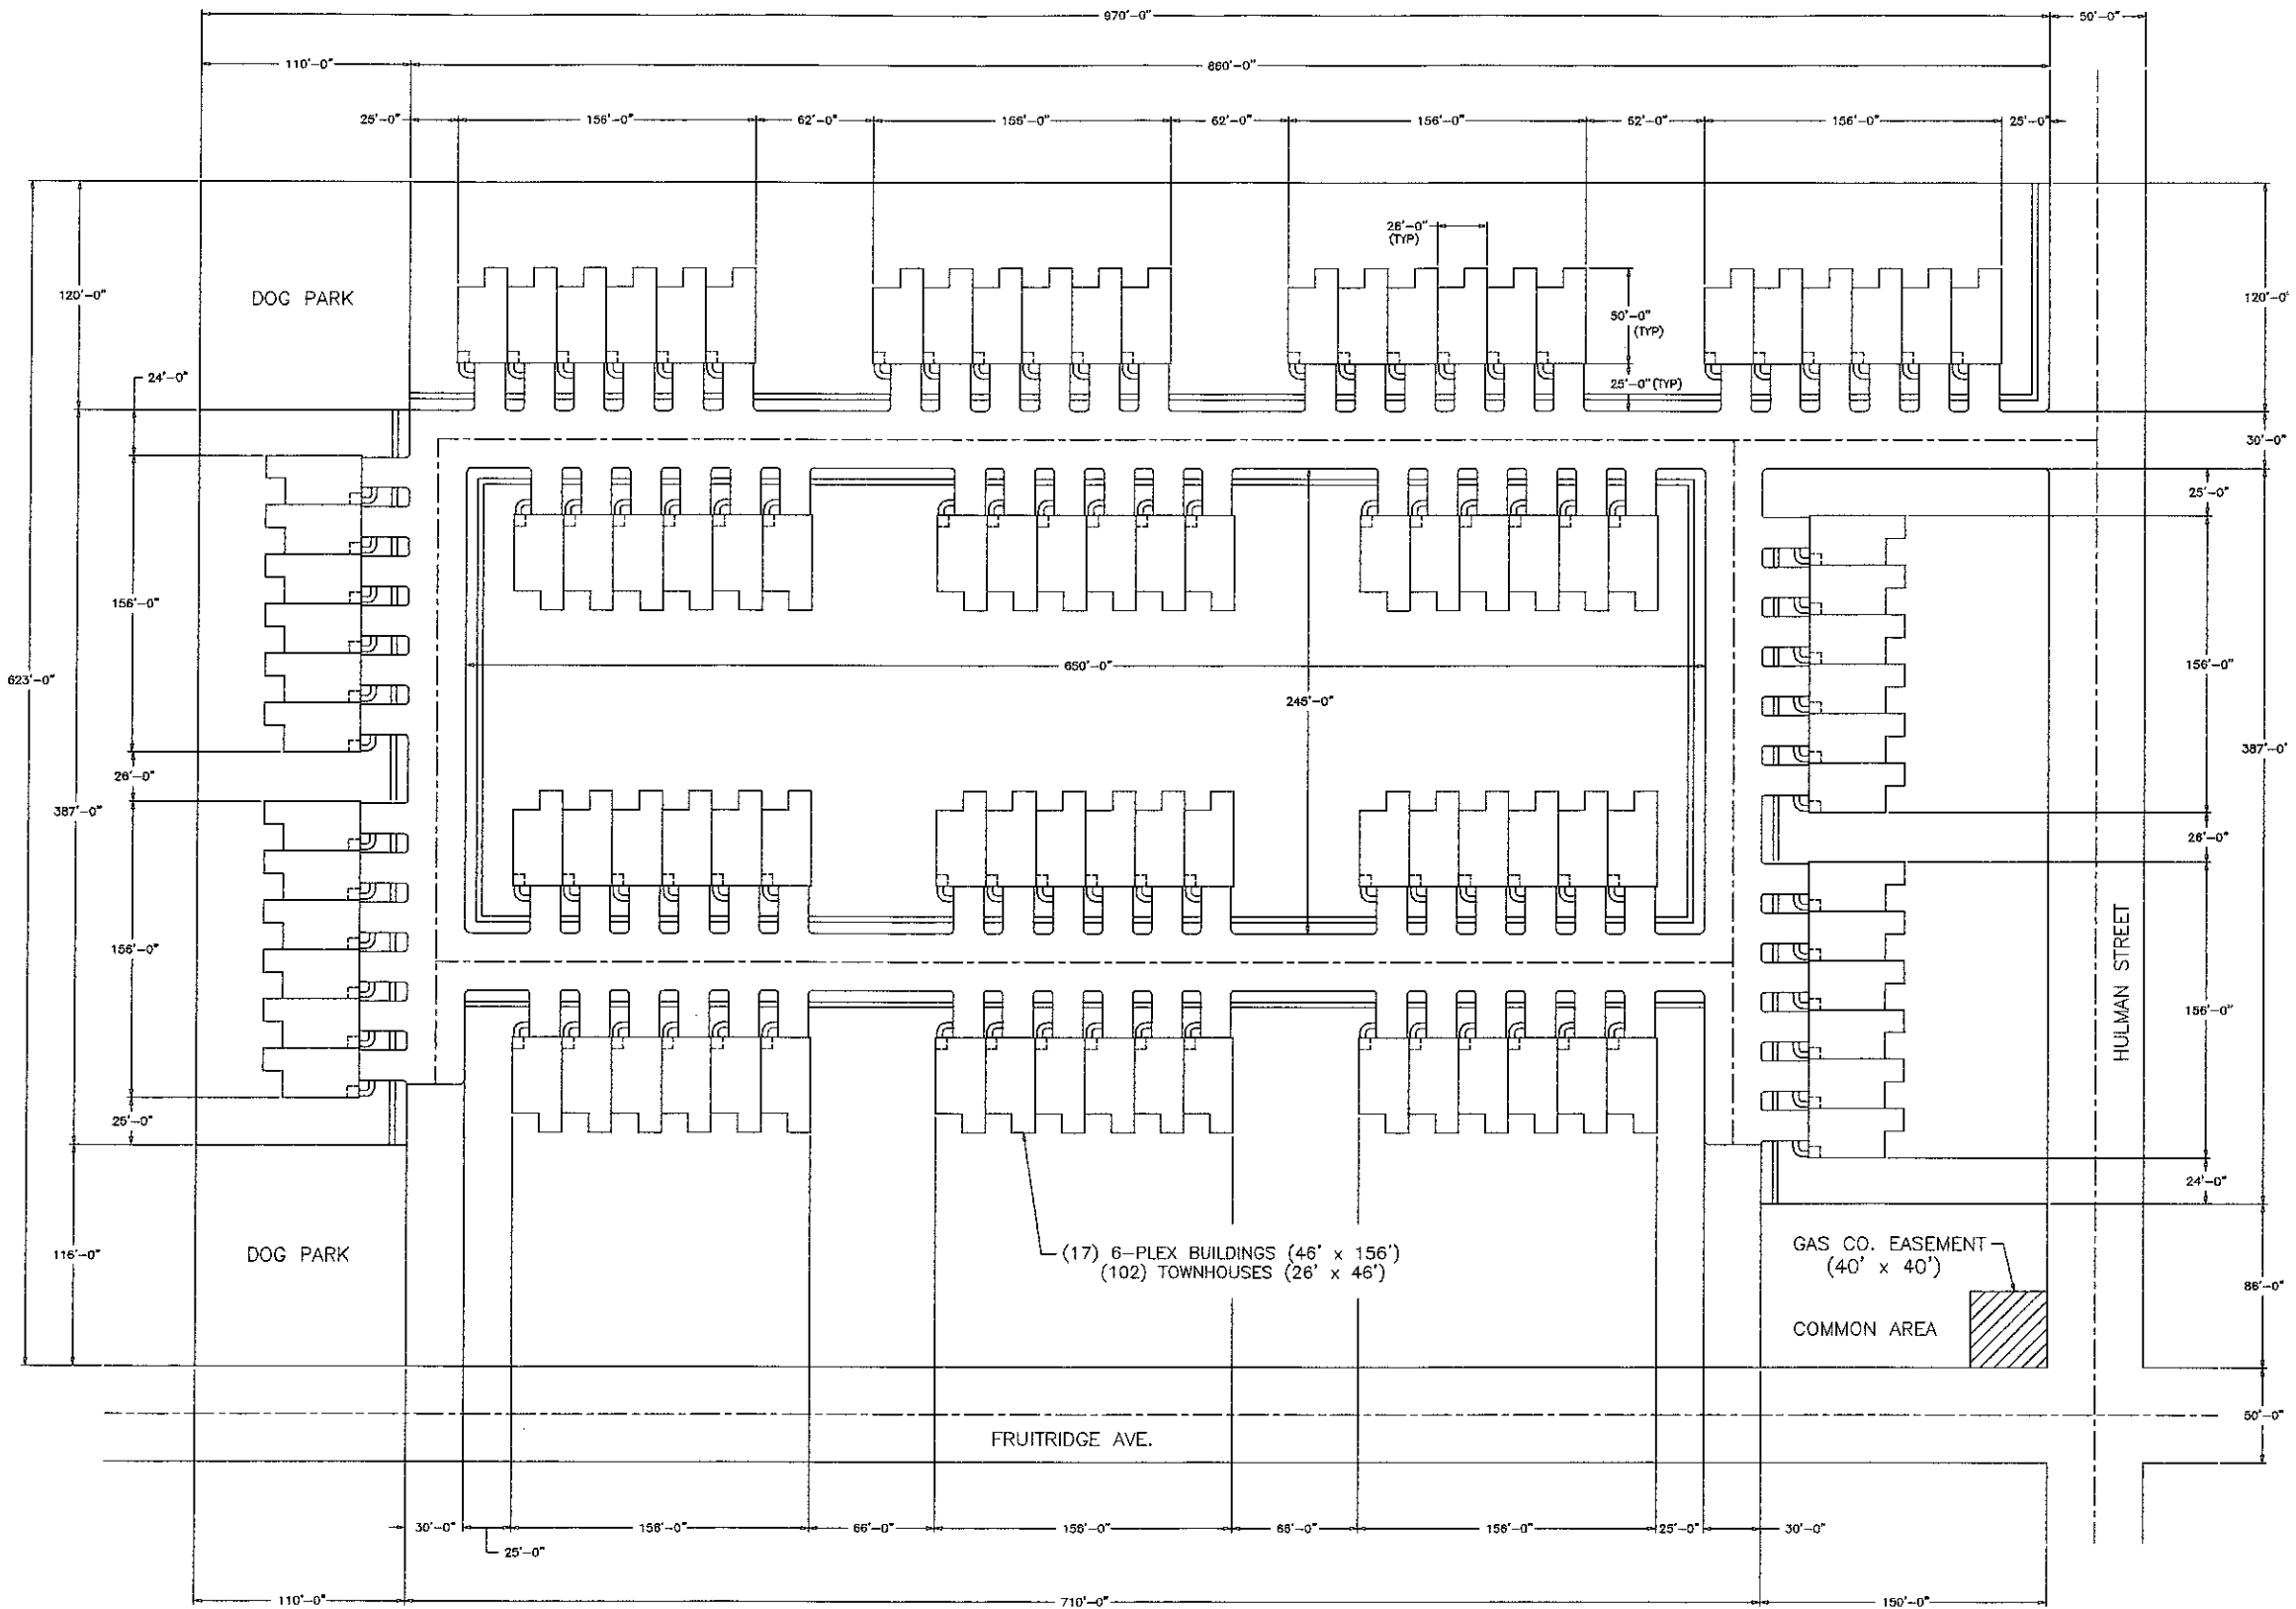 970'-0" 50'-0"
110'-0" 860'-0"
25'-0" 156'-0" 62'-0" 156'-0" 62'-0" 156'-0" 62'-0" 156'-0" 25'-0"
26'-0"
(TYP)
120'-0" DOG PARK 120'-0"
50'-0"
(TYP)
24'-0" 25'-0" (TYP)
30'-0"
25'-0"
156'-0"
650'-0" 156'-0"
623'-0"
245'-0"
387'-0"
26'-0"
387'-0"
26'-0"
156'-0"
HULMAN STREET
156'-0"
25'-0"
24'-0"
116'-0" DOG PARK
(17) 6-PLEX BUILDINGS (46' x 156')
(102) TOWNHOUSES (26' x 46')
GAS CO. EASEMENT
(40' x 40')
86'-0"
COMMON AREA
50'-0"
FRUITRIDGE AVE.
30'-0" 156'-0" 66'-0" 156'-0" 66'-0" 156'-0" 25'-0" 30'-0"
25'-0"
110'-0" 710'-0" 150'-0"